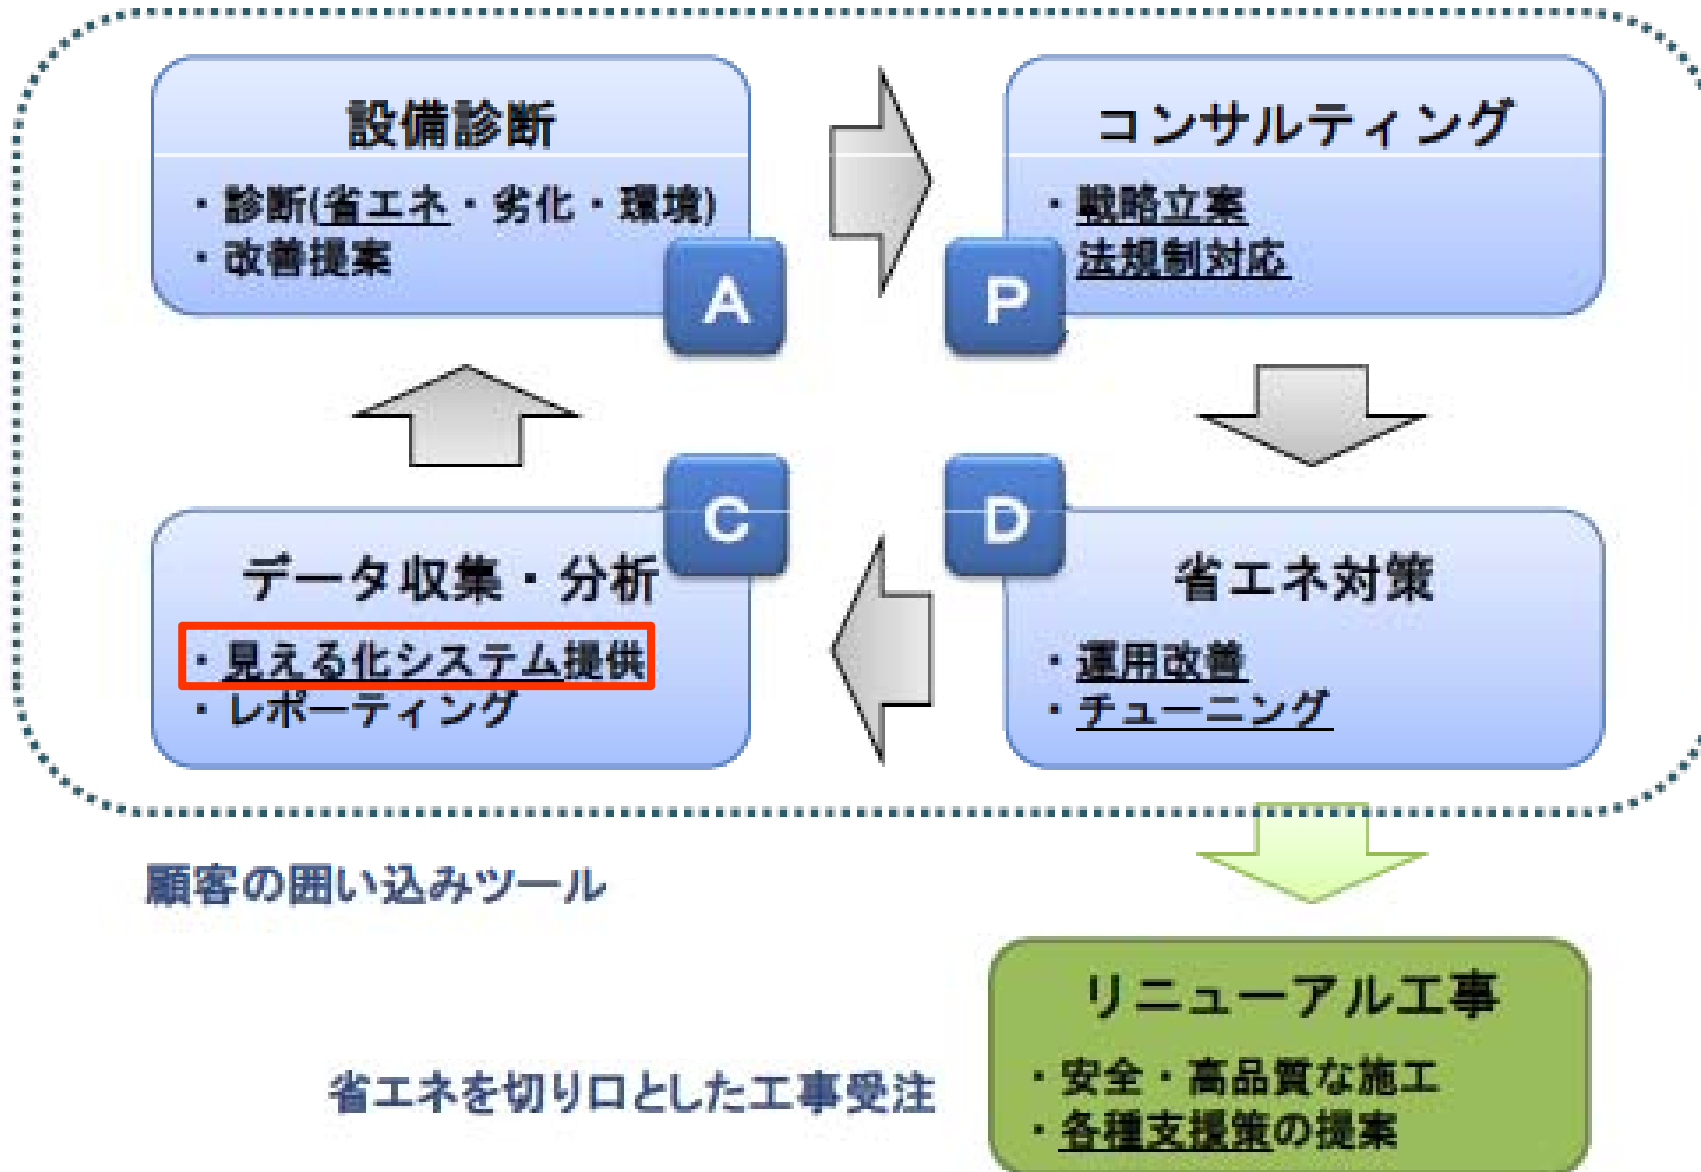 設備診断
・診断(省エネ・劣化・環境)
・改善提案
A
コンサルティング
・戦略立案
・法規制対応
P
C
データ収集・分析
・見える化システム提供
・レポーティング
D
省エネ対策
・運用改善
・チューニング
顧客の囲い込みツール
リニューアル工事
・安全・高品質な施工
・各種支援策の提案
省エネを切り口とした工事受注